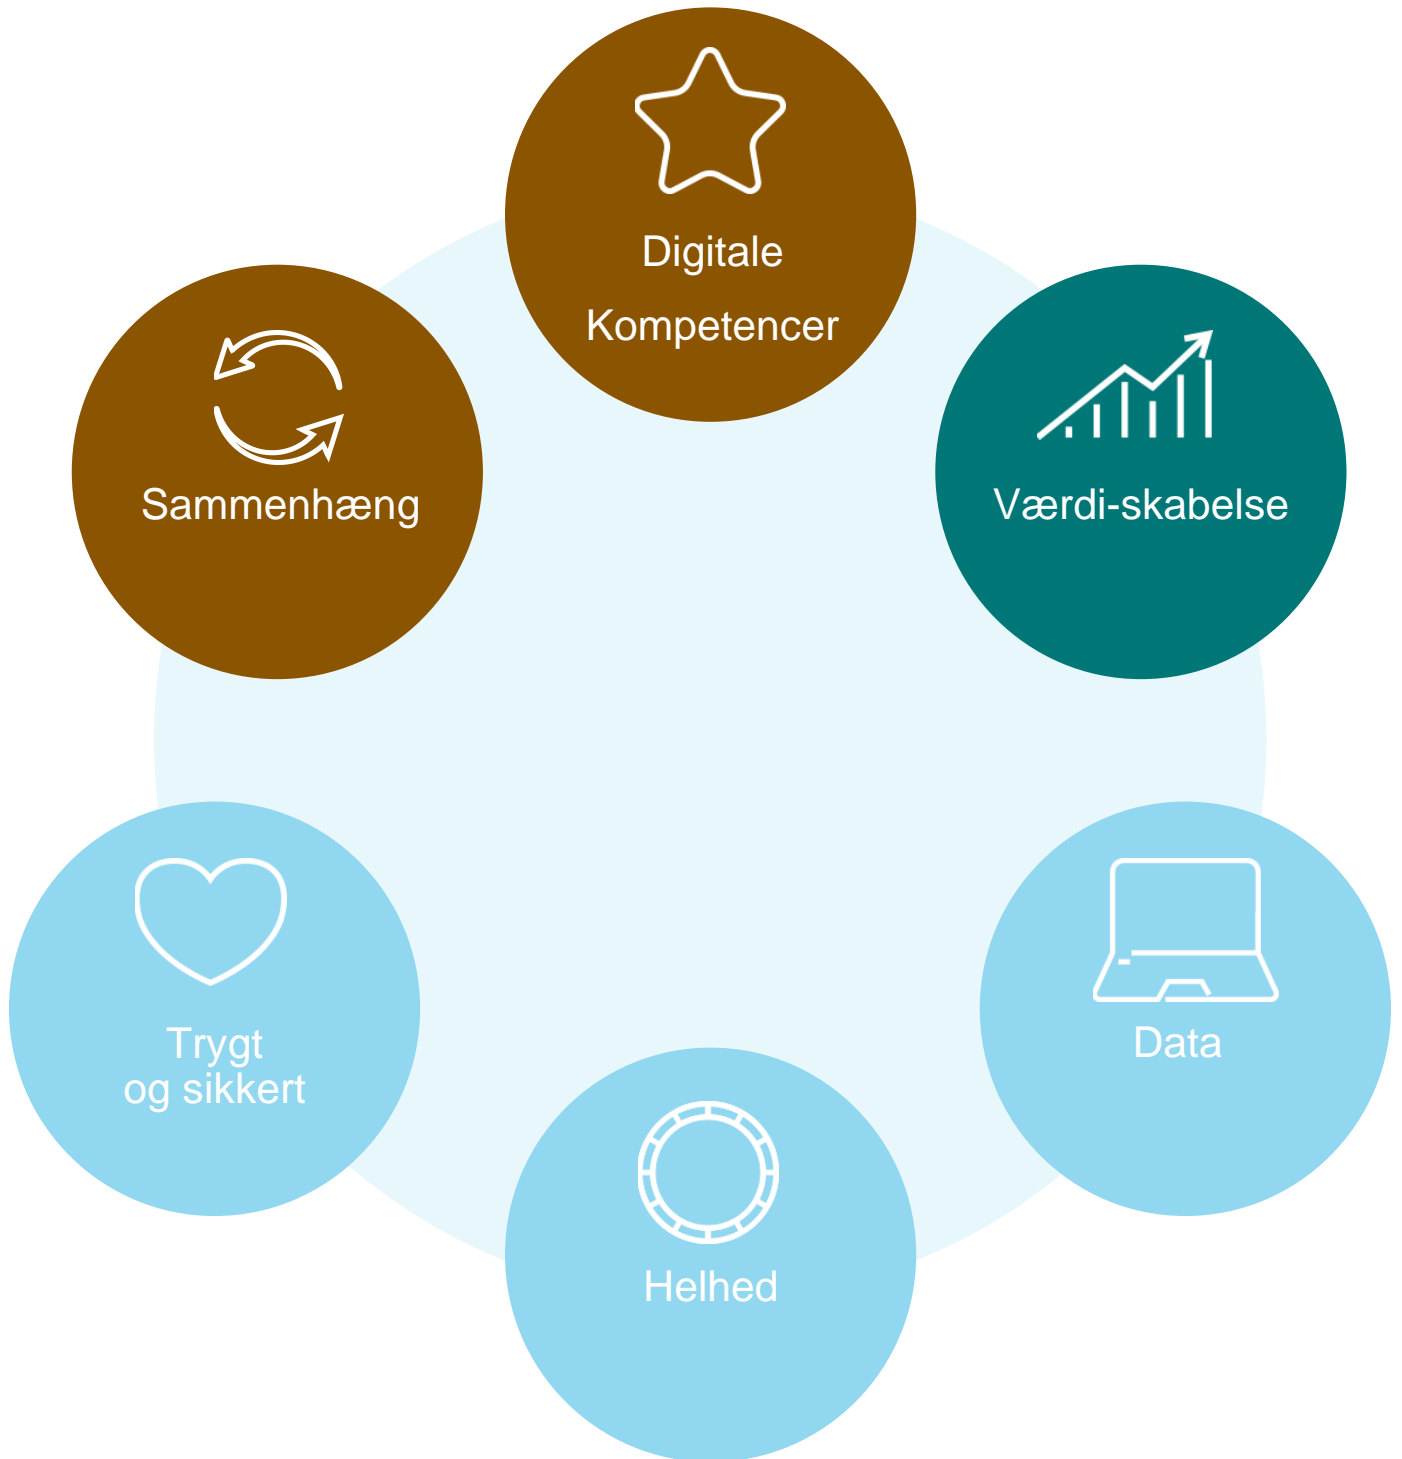 Digitale
Kompetencer
Sammenhæng
Værdi-skabelse
Trygt
og sikkert
Data
Helhed